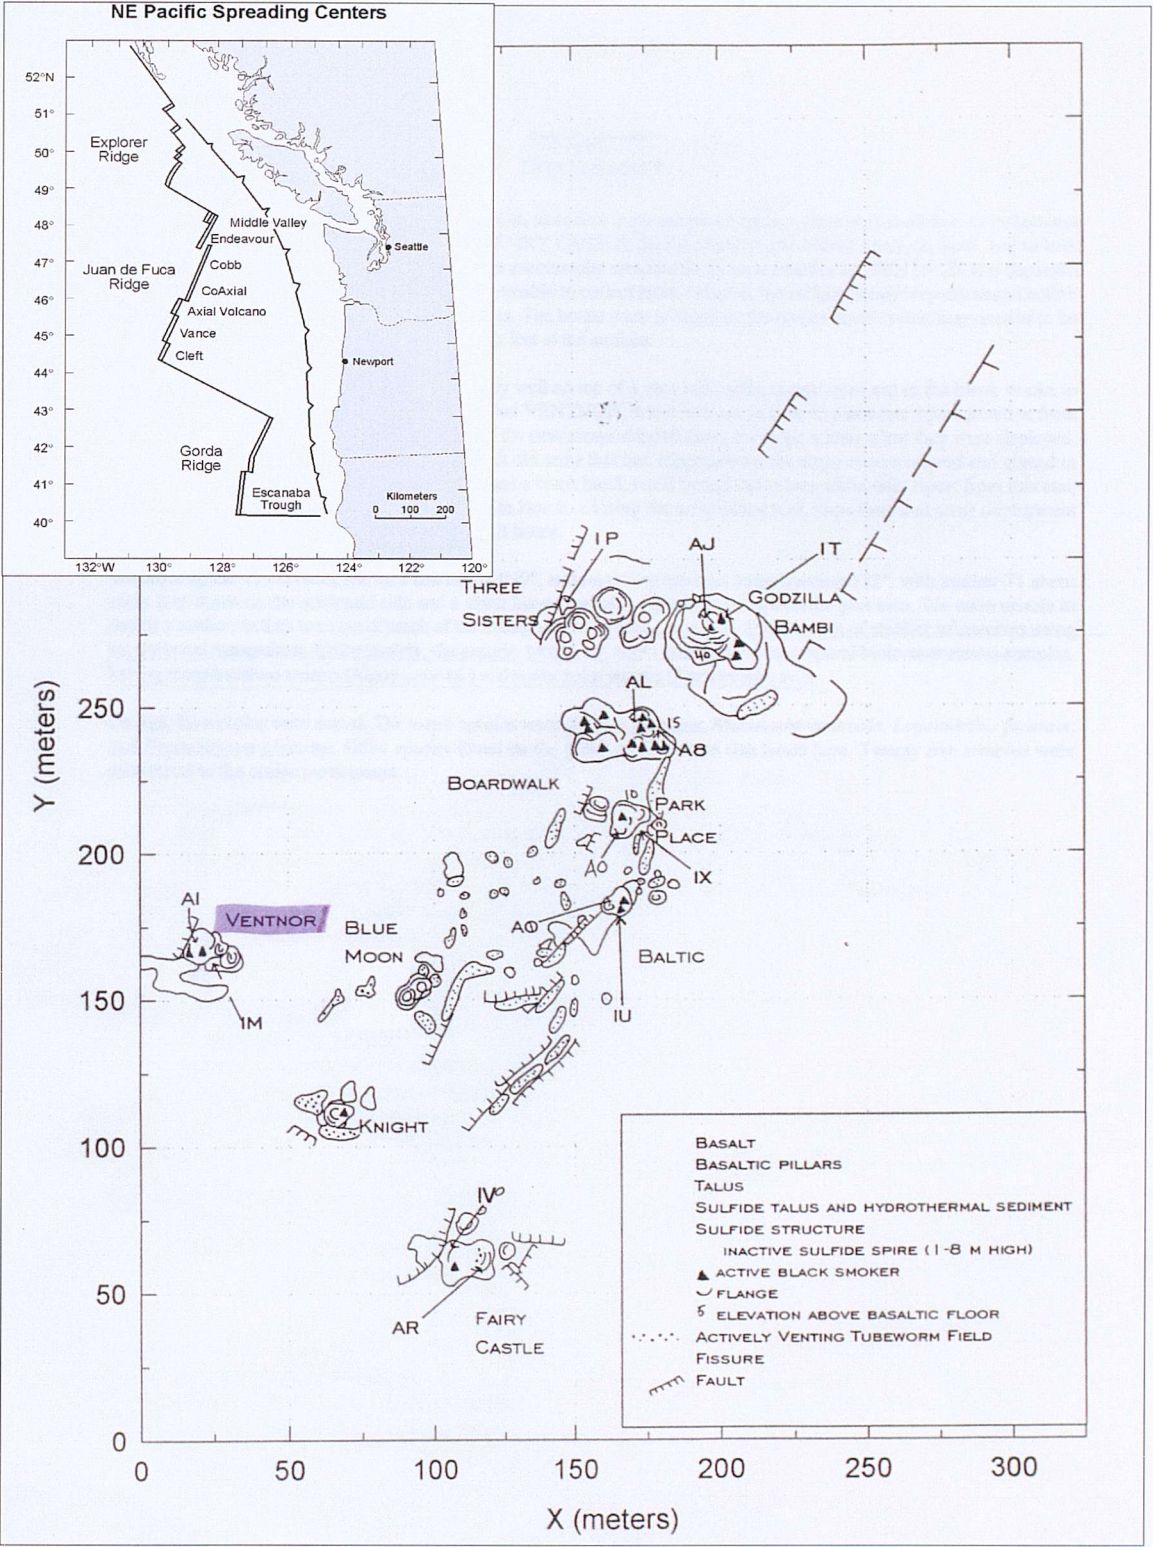 NE Pacific Spreading Centers
52°N
51°
50°
49°
48°
47°
46°
45°
44°
43°
42°
41°
40°
Explorer
Ridge
Middle Valley
Endeavour
Seattle
Cobb
Juan de Fuca
Ridge
CoAxial
Axial Volcano
Vance
Cleft
Newport
Gorda
Ridge
Escanaba
Trough
Kilometers
0 100 200
132°W 130° 128° 126° 124° 122° 120°
IP
AJ
IT
THREE
SISTERS
GODZILLA
BAMBI
40
AL
15
A8
BOARDWALK
10
PARK
PLACE
AO
IX
AI
VENTNOR
BLUE
MOON
BALTIC
IM
IU
KNIGHT
IV
AR
FAIRY
CASTLE
BASALT
BASALTIC PILLARS
TALUS
SULFIDE TALUS AND HYDROTHERMAL SEDIMENT
SULFIDE STRUCTURE
INACTIVE SULFIDE SPIRE (1-8 M HIGH)
ACTIVE BLACK SMOKER
FLANGE
5 ELEVATION ABOVE BASALTIC FLOOR
ACTIVELY VENTING TUBEWORM FIELD
FISSURE
FAULT
Y (meters)
250
200
150
100
50
0
0 50 100 150 200 250 300
X (meters)